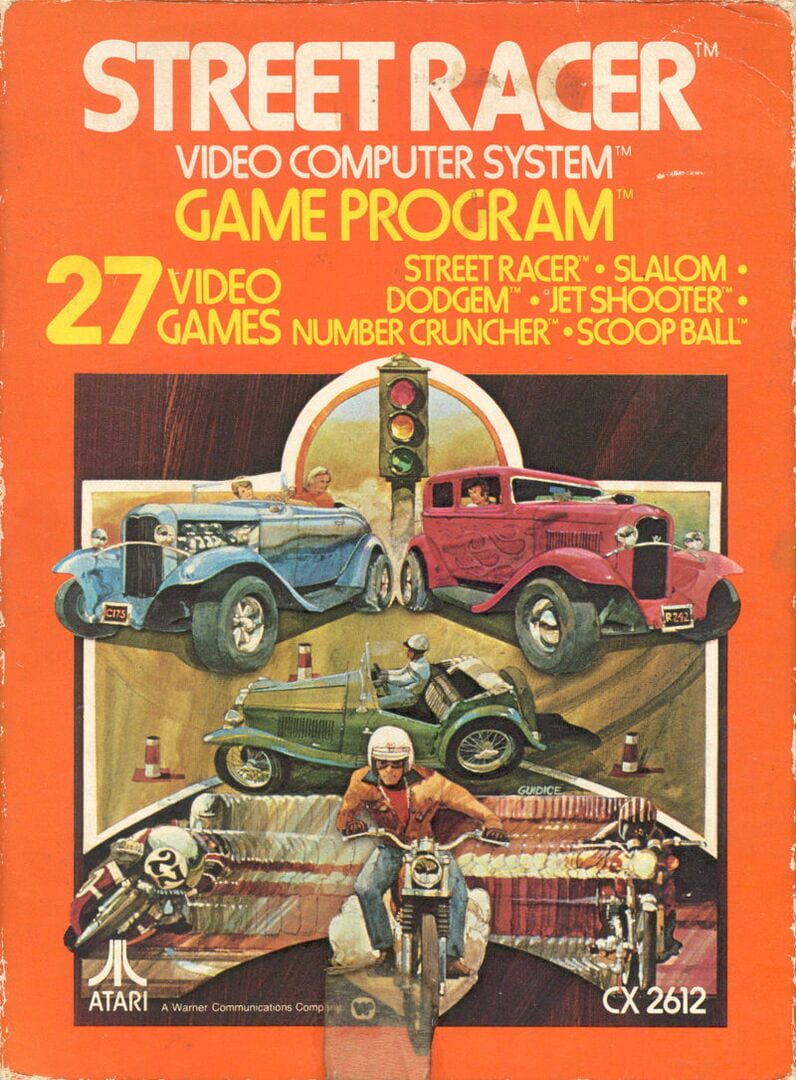 STREET RACER™
VIDEO COMPUTER SYSTEM™
GAME PROGRAM™
27 VIDEO GAMES
STREET RACER™ • SLALOM •
DODGEM™ • JET SHOOTER™ •
NUMBER CRUNCHER™ • SCOOP BALL™
C175
R242
GUIDICE
27
ATARI
A Warner Communications Company
CX 2612